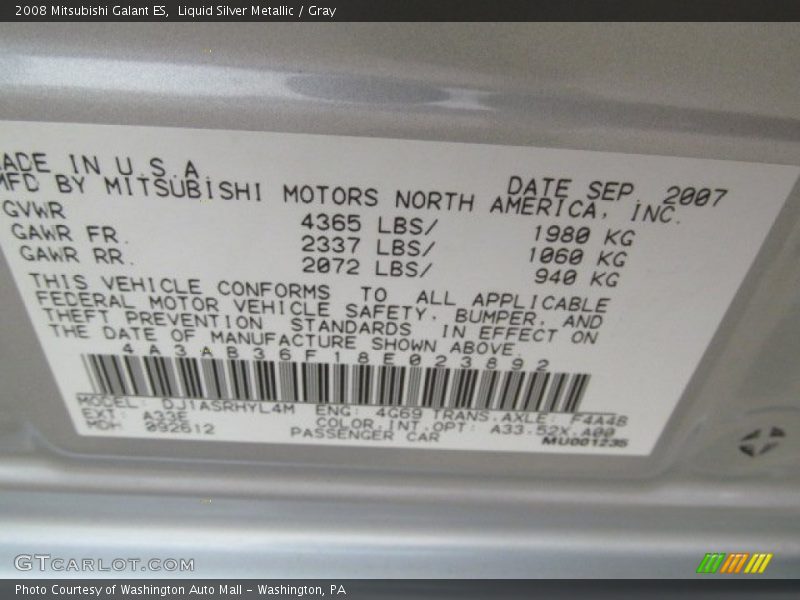 2008 Mitsubishi Galant ES, Liquid Silver Metallic / Gray
MADE IN U.S.A. DATE SEP 2007
MFD BY MITSUBISHI MOTORS NORTH AMERICA, INC.
GVWR 4365 LBS/ 1980 KG
GAWR FR. 2337 LBS/ 1060 KG
GAWR RR. 2072 LBS/ 940 KG
THIS VEHICLE CONFORMS TO ALL APPLICABLE
FEDERAL MOTOR VEHICLE SAFETY, BUMPER, AND
THEFT PREVENTION STANDARDS IN EFFECT ON
THE DATE OF MANUFACTURE SHOWN ABOVE.
4A3AB36F18E023892
MODEL: DJ1ASRHYL4M ENG: 4G69 TRANS.AXLE: F4A4B
EXT: A33E COLOR.INT.OPT: A33.52X.A00
MDH 092612 PASSENGER CAR MU001235
GTCARLOT.COM
Photo Courtesy of Washington Auto Mall - Washington, PA